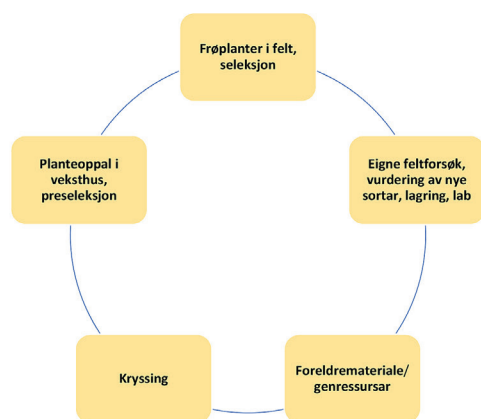 Frøplanter i felt,
seleksjon
Planteoppal i
veksthus,
preseleksjon
Eigne feltforsøk,
vurdering av nye
sortar, lagring, lab
Kryssing
Foreldremateriale/
genressursar